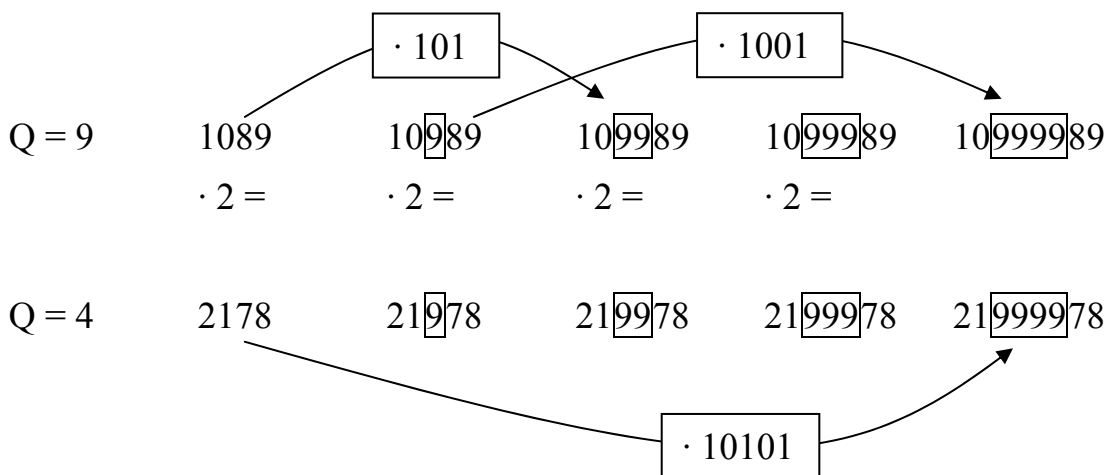 · 101 · 1001
Q = 9 1089 10989 109989 1099989 10999989
· 2 = · 2 = · 2 = · 2 =
Q = 4 2178 21978 219978 2199978 21999978
· 10101